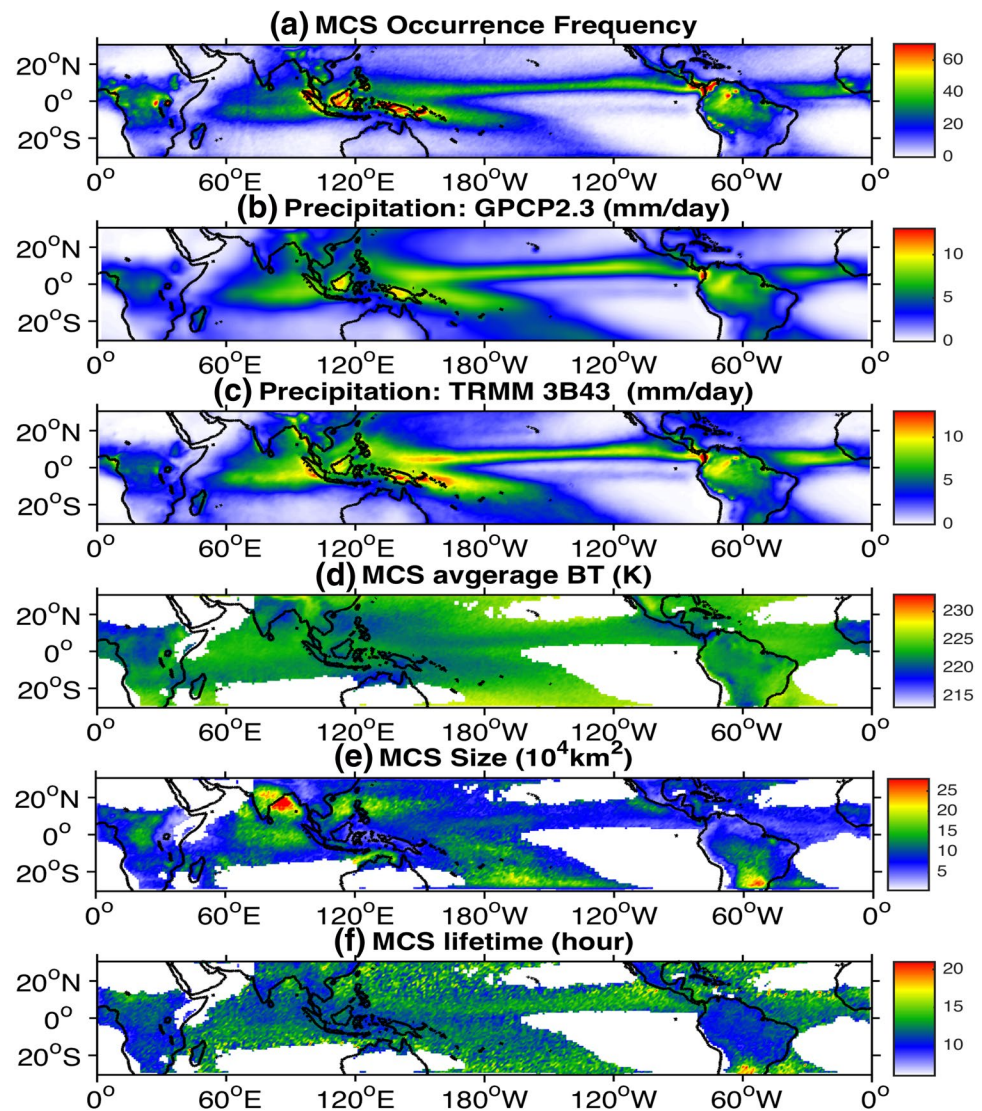 (a) MCS Occurrence Frequency
20°N
0°
20°S
60
40
20
0
0° 60°E 120°E 180°W 120°W 60°W 0°
(b) Precipitation: GPCP2.3 (mm/day)
20°N
0°
20°S
10
5
0
0° 60°E 120°E 180°W 120°W 60°W 0°
(c) Precipitation: TRMM 3B43 (mm/day)
20°N
0°
20°S
10
5
0
0° 60°E 120°E 180°W 120°W 60°W 0°
(d) MCS avgerage BT (K)
20°N
0°
20°S
230
225
220
215
0° 60°E 120°E 180°W 120°W 60°W 0°
(e) MCS Size (10⁴km²)
20°N
0°
20°S
25
20
15
10
5
0° 60°E 120°E 180°W 120°W 60°W 0°
(f) MCS lifetime (hour)
20°N
0°
20°S
20
15
10
0° 60°E 120°E 180°W 120°W 60°W 0°